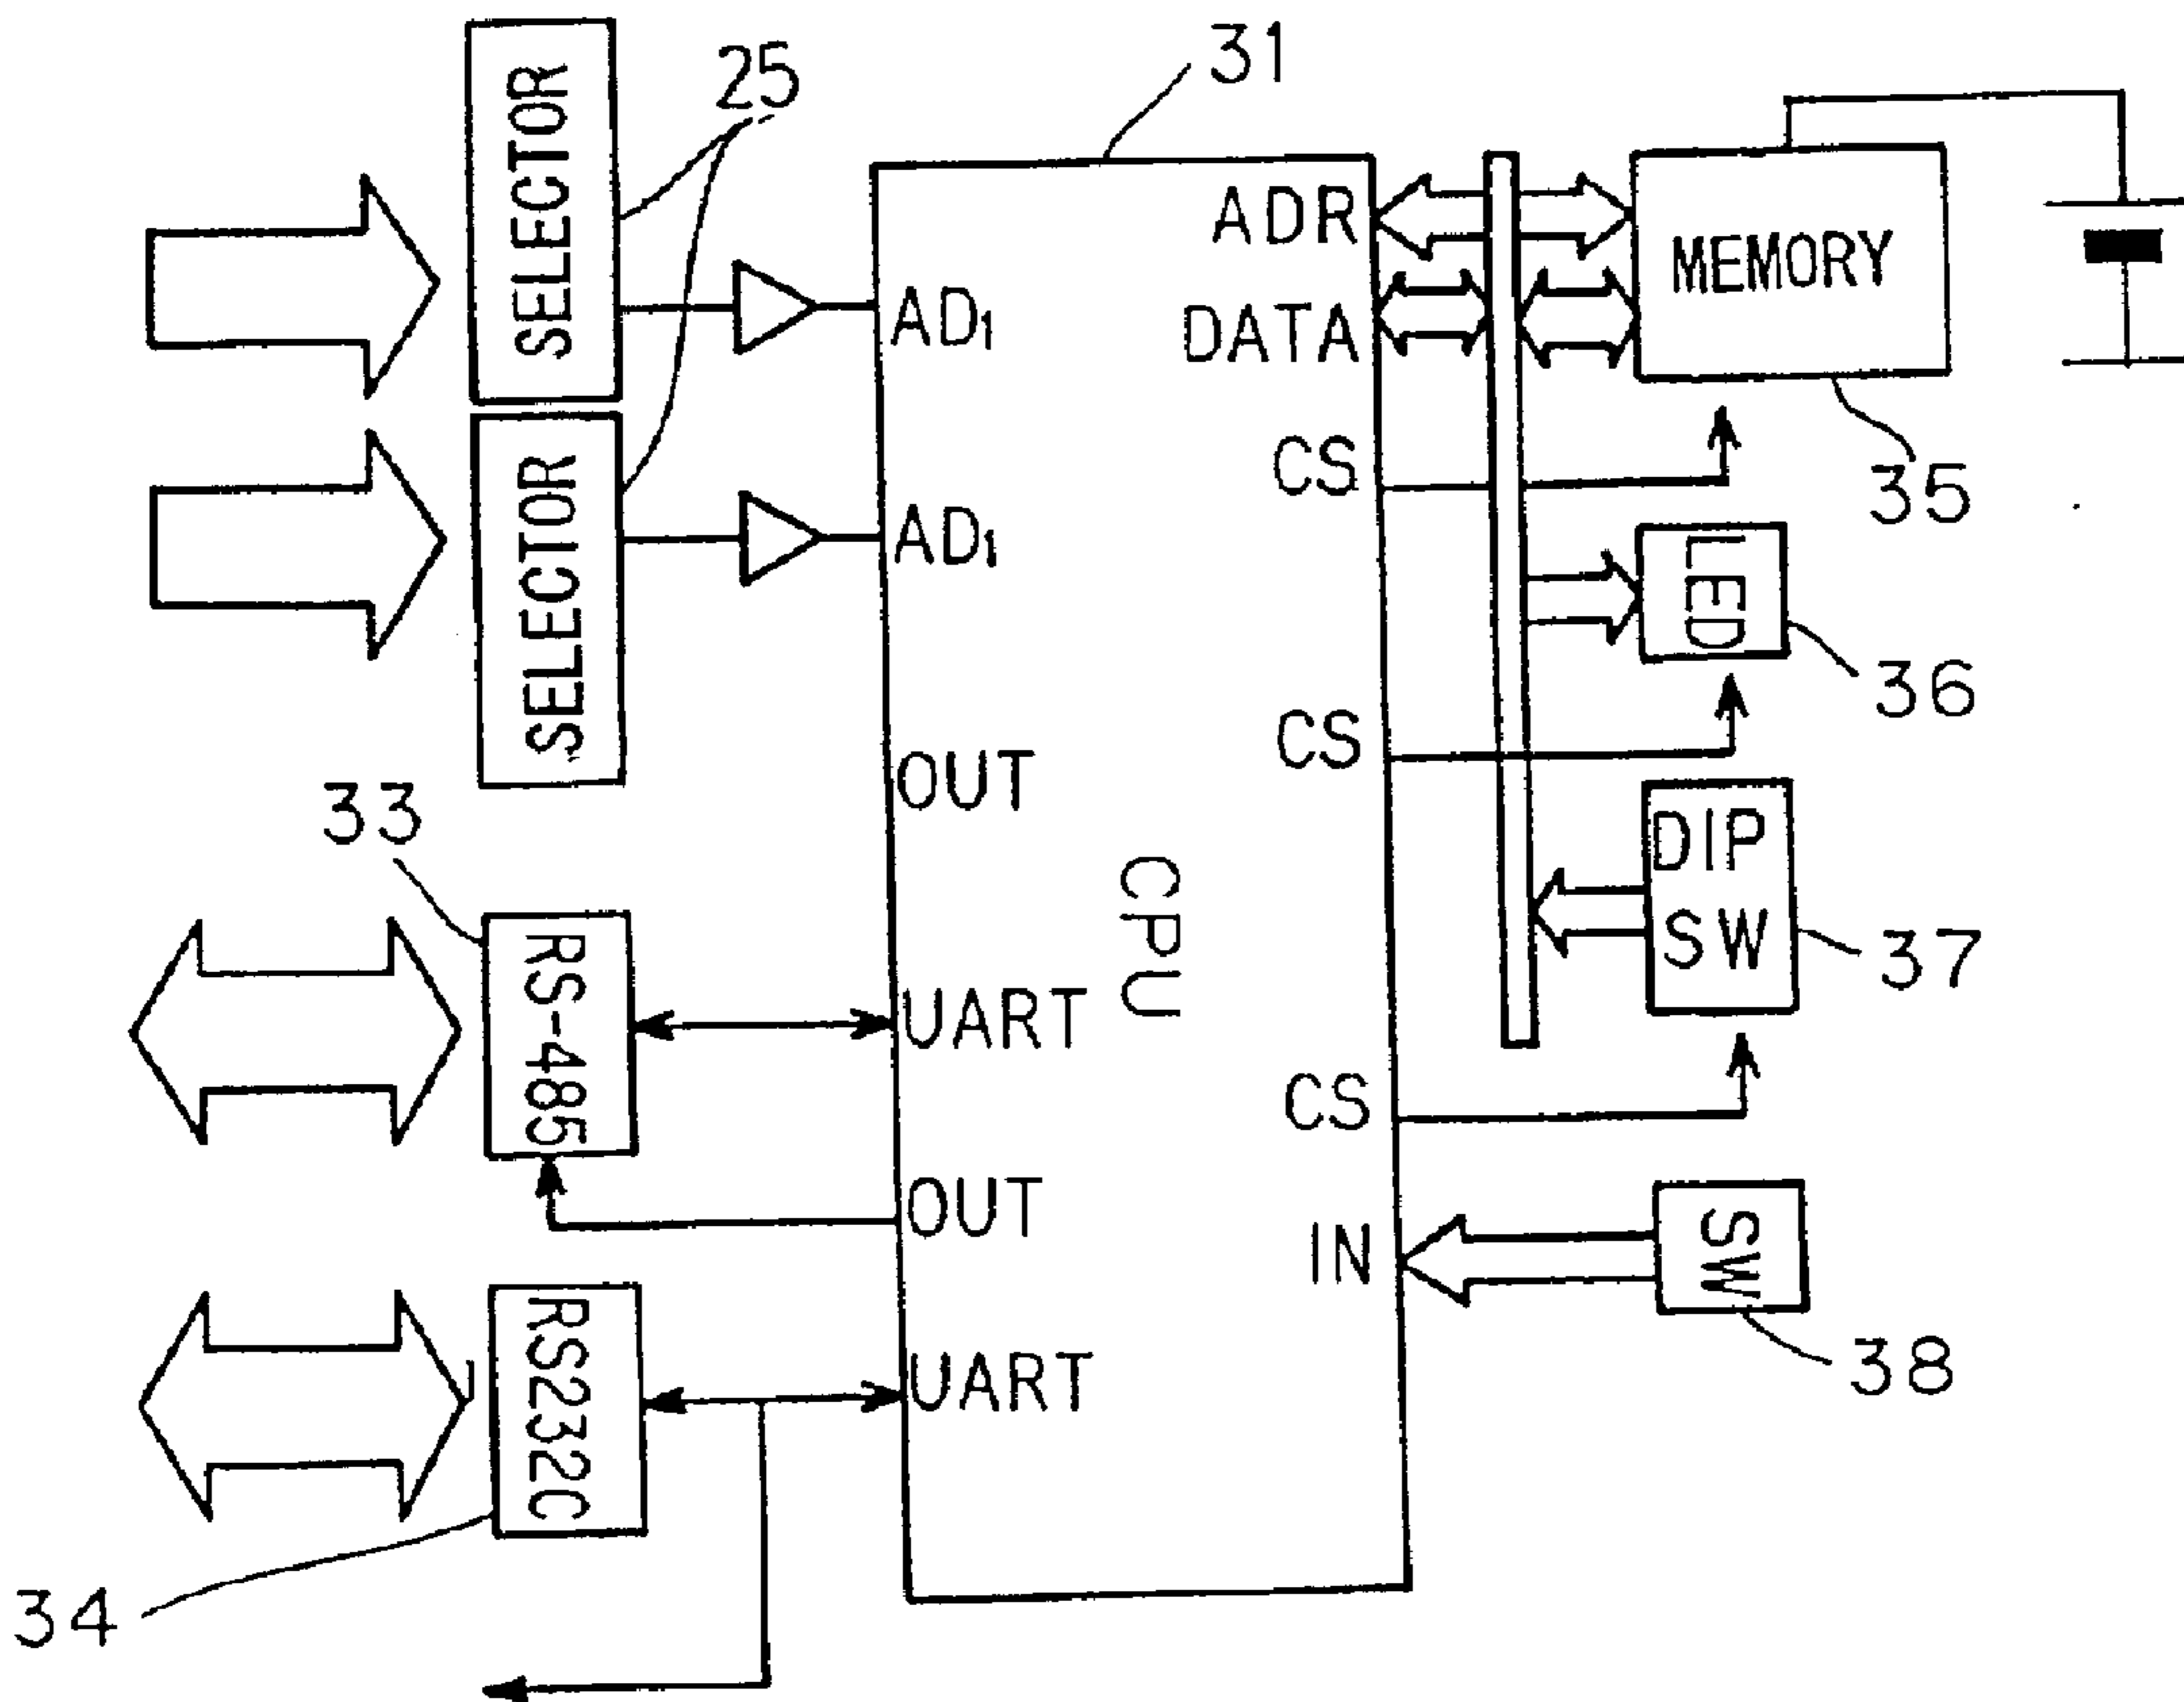 25
31
SELECTOR
ADR
MEMORY
AD₁
DATA
35
CS
SELECTOR
AD₁
LED
36
CS
OUT
33
DIP
SW
37
CPU
RS-485
UART
CS
OUT
IN
SW
38
RS232C
UART
34